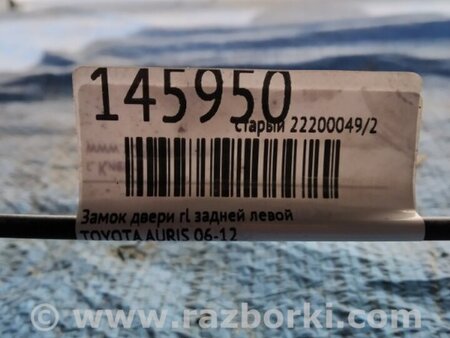 145950
старый 22200049/2
Замок двери rl задней левой
TOYOTA AURIS 06-12
© www.razborki.com